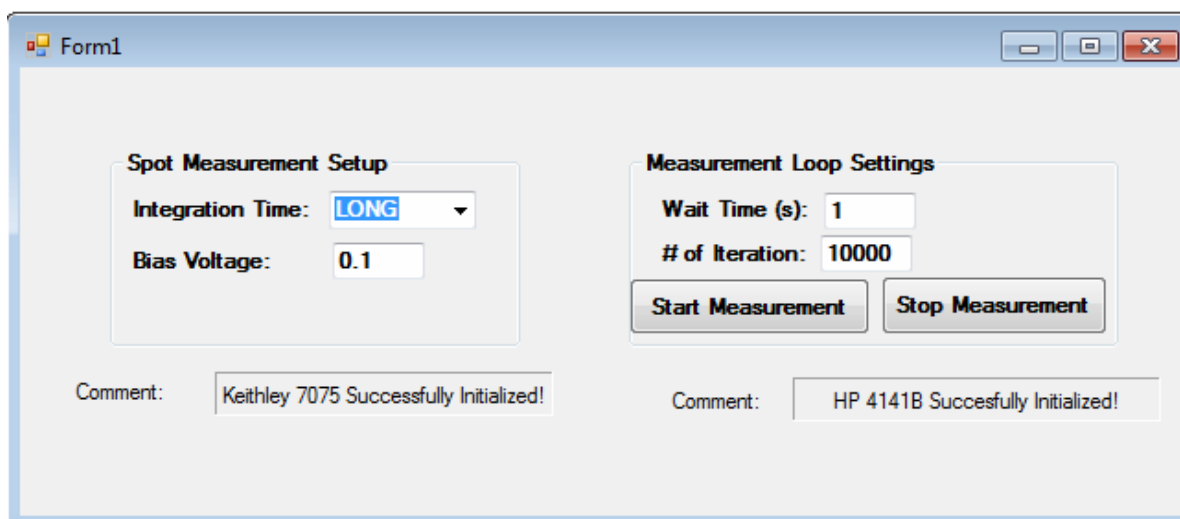 Form1
Spot Measurement Setup
Integration Time: LONG
Bias Voltage: 0.1
Measurement Loop Settings
Wait Time (s): 1
# of Iteration: 10000
Start Measurement
Stop Measurement
Comment: Keithley 7075 Successfully Initialized!
Comment: HP 4141B Succesfully Initialized!